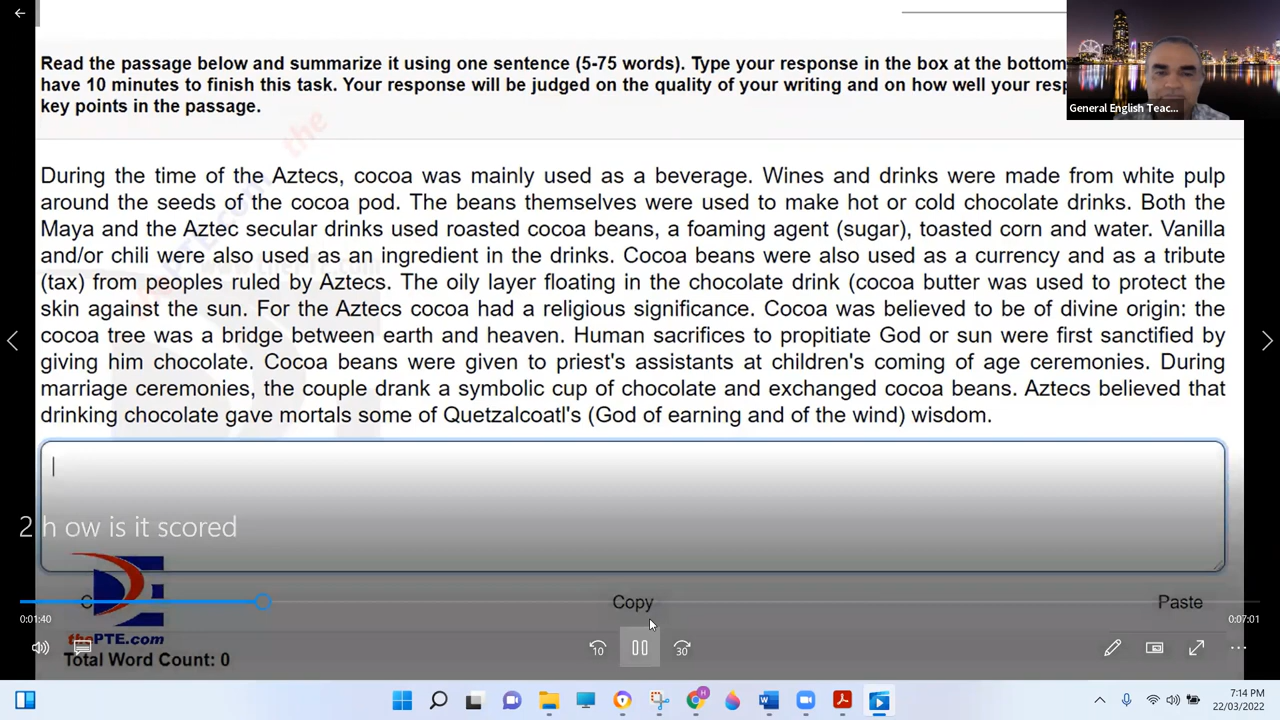 Read the passage below and summarize it using one sentence (5-75 words). Type your response in the box at the bottom
have 10 minutes to finish this task. Your response will be judged on the quality of your writing and on how well your res
key points in the passage.
General English Teac...
During the time of the Aztecs, cocoa was mainly used as a beverage. Wines and drinks were made from white pulp
around the seeds of the cocoa pod. The beans themselves were used to make hot or cold chocolate drinks. Both the
Maya and the Aztec secular drinks used roasted cocoa beans, a foaming agent (sugar), toasted corn and water. Vanilla
and/or chili were also used as an ingredient in the drinks. Cocoa beans were also used as a currency and as a tribute
(tax) from peoples ruled by Aztecs. The oily layer floating in the chocolate drink (cocoa butter was used to protect the
skin against the sun. For the Aztecs cocoa had a religious significance. Cocoa was believed to be of divine origin: the
cocoa tree was a bridge between earth and heaven. Human sacrifices to propitiate God or sun were first sanctified by
giving him chocolate. Cocoa beans were given to priest's assistants at children's coming of age ceremonies. During
marriage ceremonies, the couple drank a symbolic cup of chocolate and exchanged cocoa beans. Aztecs believed that
drinking chocolate gave mortals some of Quetzalcoatl's (God of earning and of the wind) wisdom.
2 h ow is it scored
Copy
Paste
0:01:40
0:07:01
thePTE.com
10
30
Total Word Count: 0
7:14 PM
22/03/2022